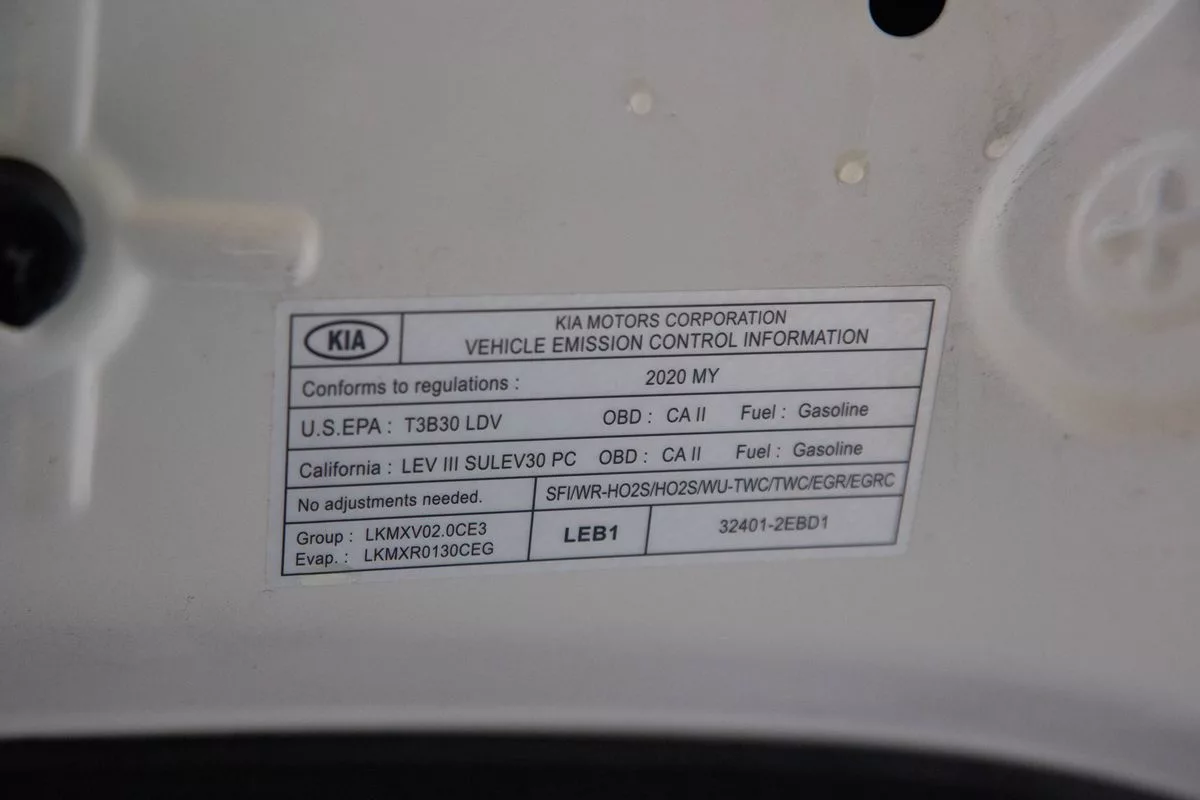 KIA
KIA MOTORS CORPORATION
VEHICLE EMISSION CONTROL INFORMATION
Conforms to regulations : 2020 MY
U.S.EPA : T3B30 LDV OBD : CA II Fuel : Gasoline
California : LEV III SULEV30 PC OBD : CA II Fuel : Gasoline
No adjustments needed.
SFI/WR-HO2S/HO2S/WU-TWC/TWC/EGR/EGRC
Group : LKMXV02.0CE3
Evap. : LKMXR0130CEG
LEB1
32401-2EBD1